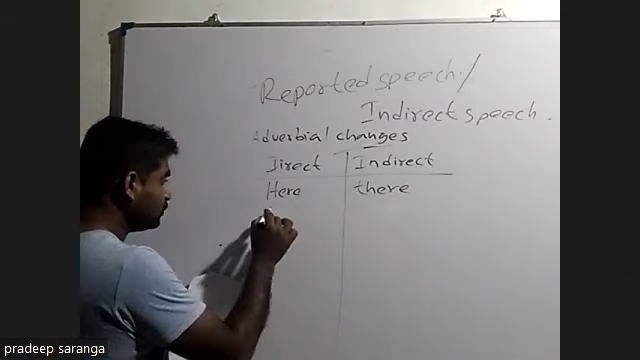 Reported speech /
Indirect speech.
Adverbial changes
Direct Indirect
Here there
pradeep saranga